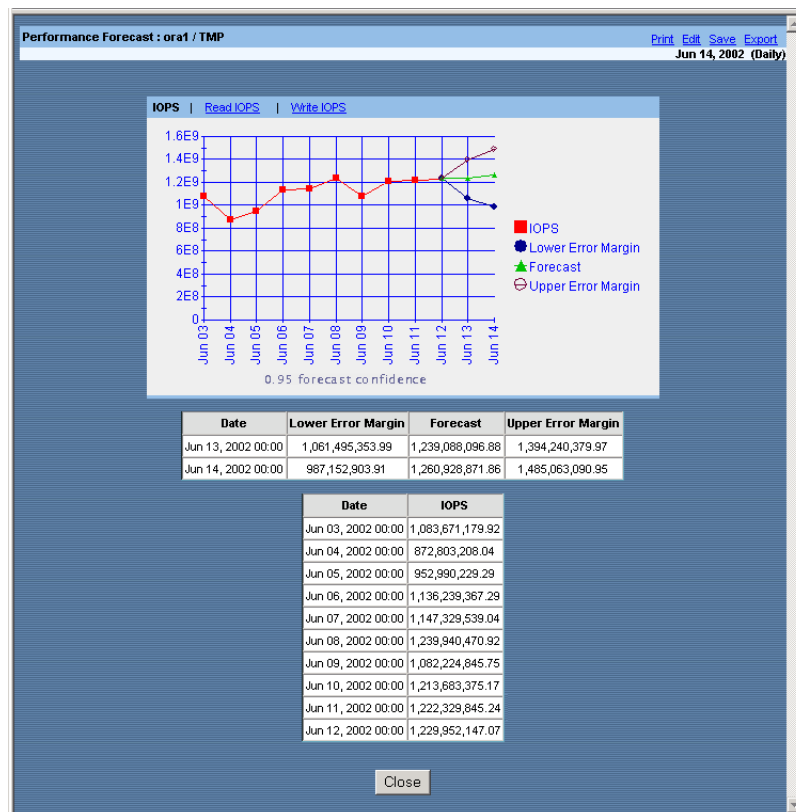 Performance Forecast : ora1 / TMP
Print Edit Save Export
Jun 14, 2002 (Daily)
IOPS | Read IOPS | Write IOPS
1.6E9
1.4E9
1.2E9
1E9
8E8
6E8
4E8
2E8
0
Jun 03
Jun 04
Jun 05
Jun 06
Jun 07
Jun 08
Jun 09
Jun 10
Jun 11
Jun 12
Jun 13
Jun 14
IOPS
Lower Error Margin
Forecast
Upper Error Margin
0.95 forecast confidence
Date Lower Error Margin Forecast Upper Error Margin
Jun 13, 2002 00:00 1,061,495,353.99 1,239,088,096.88 1,394,240,379.97
Jun 14, 2002 00:00 987,152,903.91 1,260,928,871.86 1,485,063,090.95
Date IOPS
Jun 03, 2002 00:00 1,083,671,179.92
Jun 04, 2002 00:00 872,803,208.04
Jun 05, 2002 00:00 952,990,229.29
Jun 06, 2002 00:00 1,136,239,367.29
Jun 07, 2002 00:00 1,147,329,539.04
Jun 08, 2002 00:00 1,239,940,470.92
Jun 09, 2002 00:00 1,082,224,845.75
Jun 10, 2002 00:00 1,213,683,375.17
Jun 11, 2002 00:00 1,222,329,845.24
Jun 12, 2002 00:00 1,229,952,147.07
Close